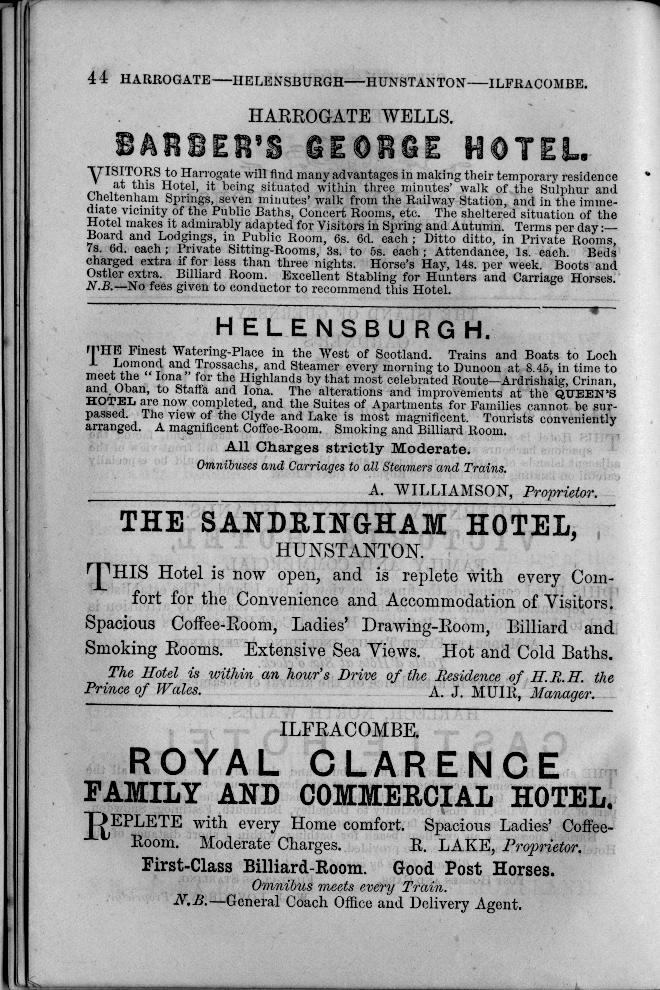 44 HARROGATE—HELENSBURGH—HUNSTANTON—ILFRACOMBE.
HARROGATE WELLS.
BARBER'S GEORGE HOTEL.
VISITORS to Harrogate will find many advantages in making their temporary residence
at this Hotel, it being situated within three minutes' walk of the Sulphur and
Cheltenham Springs, seven minutes' walk from the Railway Station, and in the imme-
diate vicinity of the Public Baths, Concert Rooms, etc. The sheltered situation of the
Hotel makes it admirably adapted for Visitors in Spring and Autumn. Terms per day:—
Board and Lodgings, in Public Room, 6s. 6d. each; Ditto ditto, in Private Rooms,
7s. 6d. each; Private Sitting-Rooms, 3s. to 5s. each; Attendance, 1s. each. Beds
charged extra if for less than three nights. Horse's Hay, 14s. per week. Boots and
Ostler extra. Billiard Room. Excellent Stabling for Hunters and Carriage Horses.
N.B.—No fees given to conductor to recommend this Hotel.
HELENSBURGH.
THE Finest Watering-Place in the West of Scotland. Trains and Boats to Loch
Lomond and Trossachs, and Steamer every morning to Dunoon at 8.45, in time to
meet the "Iona" for the Highlands by that most celebrated Route—Ardrishaig, Crinan,
and Oban, to Staffa and Iona. The alterations and improvements at the QUEEN'S
HOTEL are now completed, and the Suites of Apartments for Families cannot be sur-
passed. The view of the Clyde and Lake is most magnificent. Tourists conveniently
arranged. A magnificent Coffee-Room. Smoking and Billiard Room.
All Charges strictly Moderate.
Omnibuses and Carriages to all Steamers and Trains.
A. WILLIAMSON, Proprietor.
THE SANDRINGHAM HOTEL,
HUNSTANTON.
THIS Hotel is now open, and is replete with every Com-
fort for the Convenience and Accommodation of Visitors.
Spacious Coffee-Room, Ladies' Drawing-Room, Billiard and
Smoking Rooms. Extensive Sea Views. Hot and Cold Baths.
The Hotel is within an hour's Drive of the Residence of H.R.H. the
Prince of Wales. A. J. MUIR, Manager.
ILFRACOMBE.
ROYAL CLARENCE
FAMILY AND COMMERCIAL HOTEL.
REPLETE with every Home comfort. Spacious Ladies' Coffee-
Room. Moderate Charges. R. LAKE, Proprietor.
First-Class Billiard-Room. Good Post Horses.
Omnibus meets every Train.
N.B.—General Coach Office and Delivery Agent.